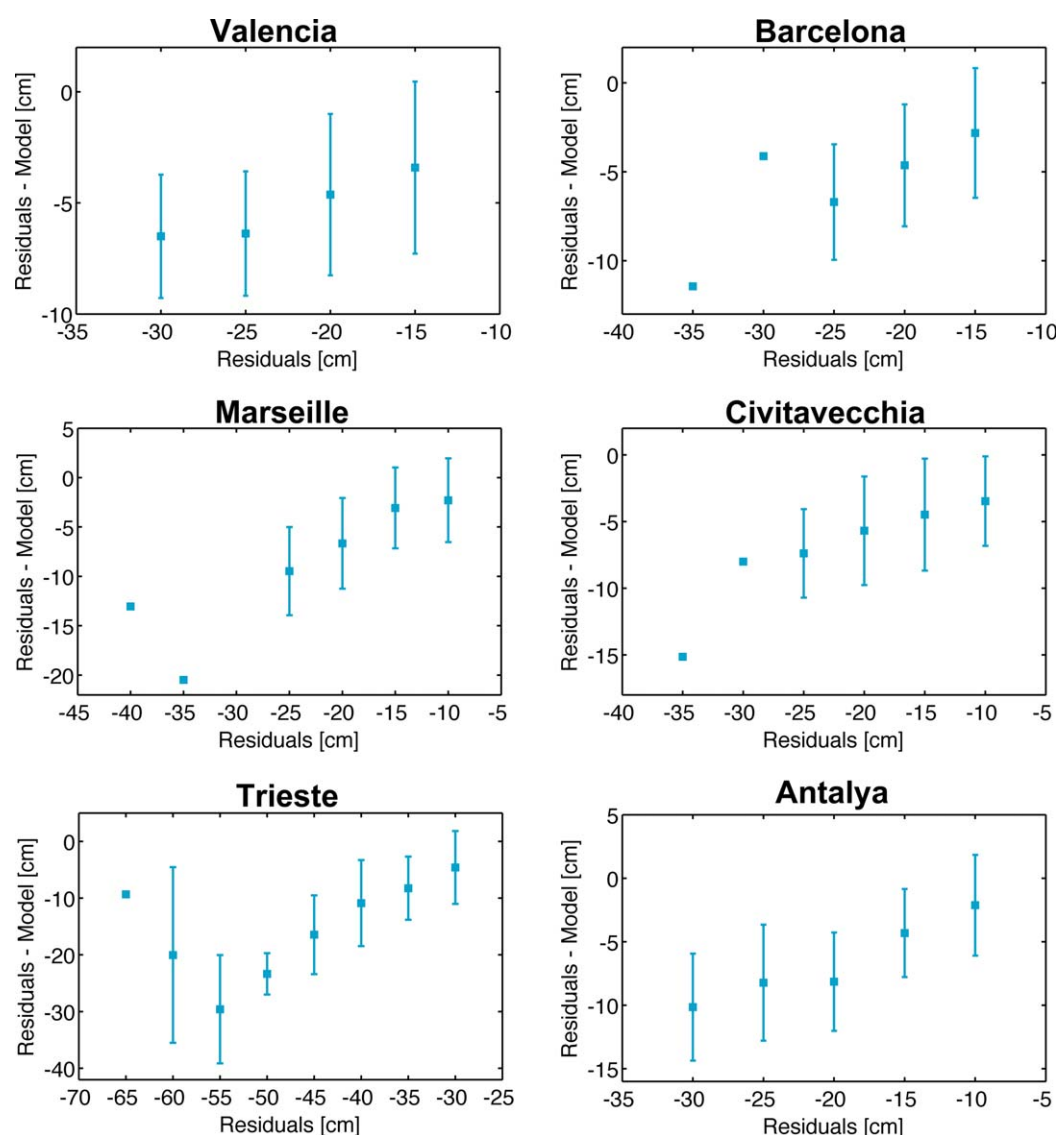 Valencia
Residuals - Model [cm]
0
-5
-10
-35 -30 -25 -20 -15 -10
Residuals [cm]
Barcelona
Residuals - Model [cm]
0
-5
-10
-40 -35 -30 -25 -20 -15 -10
Residuals [cm]
Marseille
Residuals - Model [cm]
5
0
-5
-10
-15
-20
-45 -40 -35 -30 -25 -20 -15 -10 -5
Residuals [cm]
Civitavecchia
Residuals - Model [cm]
0
-5
-10
-15
-35 -30 -25 -20 -15 -10 -5
Residuals [cm]
Trieste
Residuals - Model [cm]
0
-10
-20
-30
-40
-70 -65 -60 -55 -50 -45 -40 -35 -30 -25
Residuals [cm]
Antalya
Residuals - Model [cm]
5
0
-5
-10
-15
-35 -30 -25 -20 -15 -10 -5
Residuals [cm]